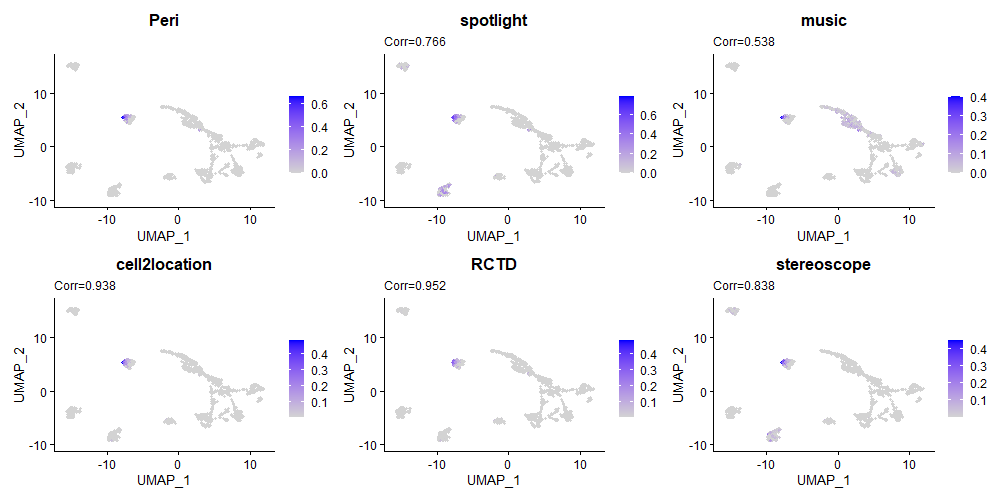 Peri
UMAP_2
10
0
-10
-10
0
10
UMAP_1
0.6
0.4
0.2
0.0
spotlight
Corr=0.766
UMAP_2
10
0
-10
-10
0
10
UMAP_1
0.6
0.4
0.2
0.0
music
Corr=0.538
UMAP_2
10
0
-10
-10
0
10
UMAP_1
0.4
0.3
0.2
0.1
0.0
cell2location
Corr=0.938
UMAP_2
10
0
-10
-10
0
10
UMAP_1
0.4
0.3
0.2
0.1
RCTD
Corr=0.952
UMAP_2
10
0
-10
-10
0
10
UMAP_1
0.4
0.3
0.2
0.1
stereoscope
Corr=0.838
UMAP_2
10
0
-10
-10
0
10
UMAP_1
0.4
0.3
0.2
0.1